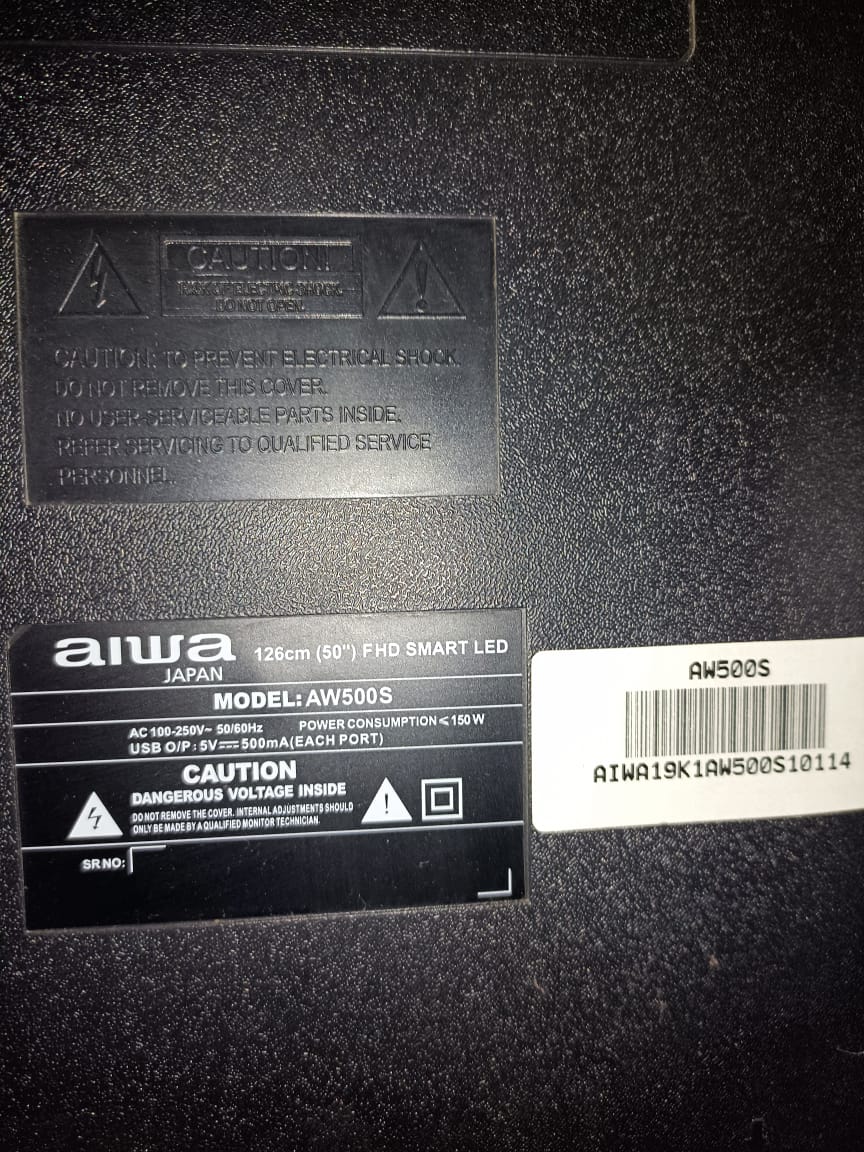 CAUTION!
RISK OF ELECTRIC SHOCK
DO NOT OPEN.
CAUTION: TO PREVENT ELECTRICAL SHOCK.
DO NOT REMOVE THIS COVER.
NO USER-SERVICEABLE PARTS INSIDE.
REFER SERVICING TO QUALIFIED SERVICE
PERSONNEL.
aiwa
JAPAN
126cm (50") FHD SMART LED
MODEL: AW500S
AC 100-250V~ 50/60Hz POWER CONSUMPTION ≤ 150 W
USB O/P : 5V⎓500mA (EACH PORT)
CAUTION
DANGEROUS VOLTAGE INSIDE
DO NOT REMOVE THE COVER. INTERNAL ADJUSTMENTS SHOULD
ONLY BE MADE BY A QUALIFIED MONITOR TECHNICIAN.
SR NO:
AW500S
AIWA19K1AW500S10114